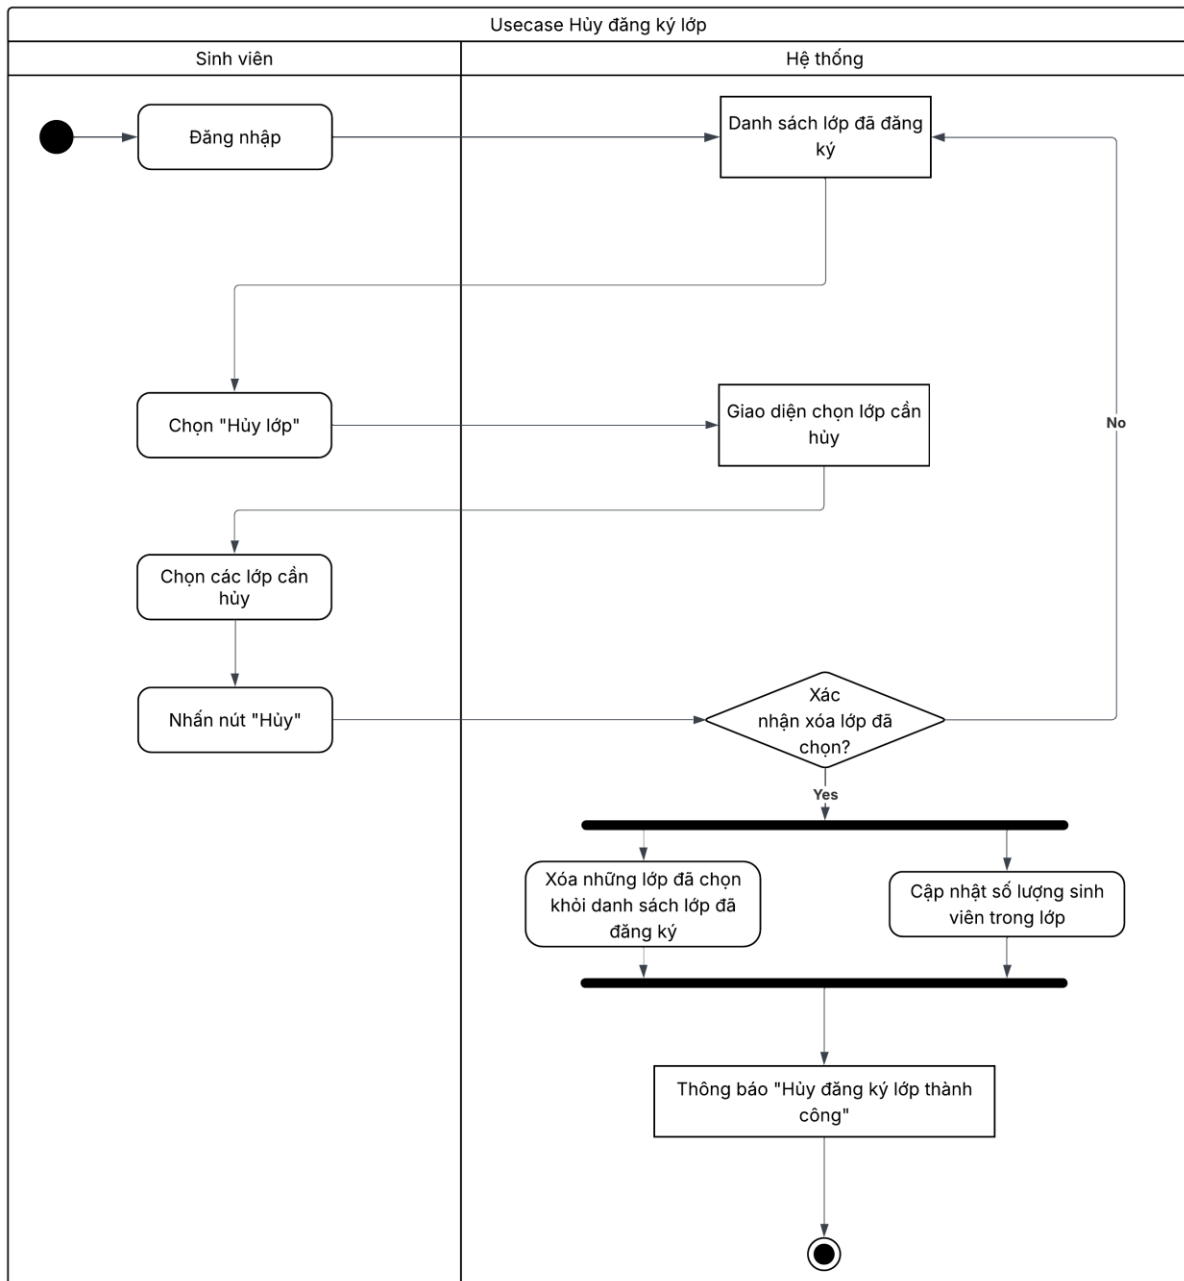 Usecase Hủy đăng ký lớp
Sinh viên
Hệ thống
Đăng nhập
Danh sách lớp đã đăng
ký
Chọn "Hủy lớp"
Giao diện chọn lớp cần
hủy
No
Chọn các lớp cần
hủy
Nhấn nút "Hủy"
Xác
nhận xóa lớp đã
chọn?
Yes
Xóa những lớp đã chọn
khỏi danh sách lớp đã
đăng ký
Cập nhật số lượng sinh
viên trong lớp
Thông báo "Hủy đăng ký lớp thành
công"